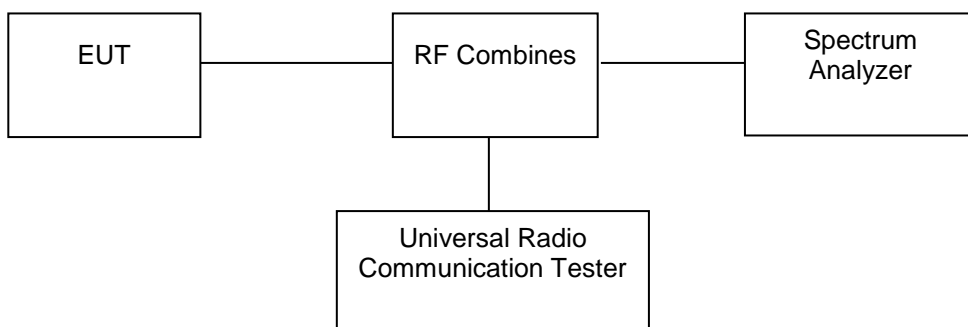 EUT
RF Combines
Spectrum
Analyzer
Universal Radio
Communication Tester